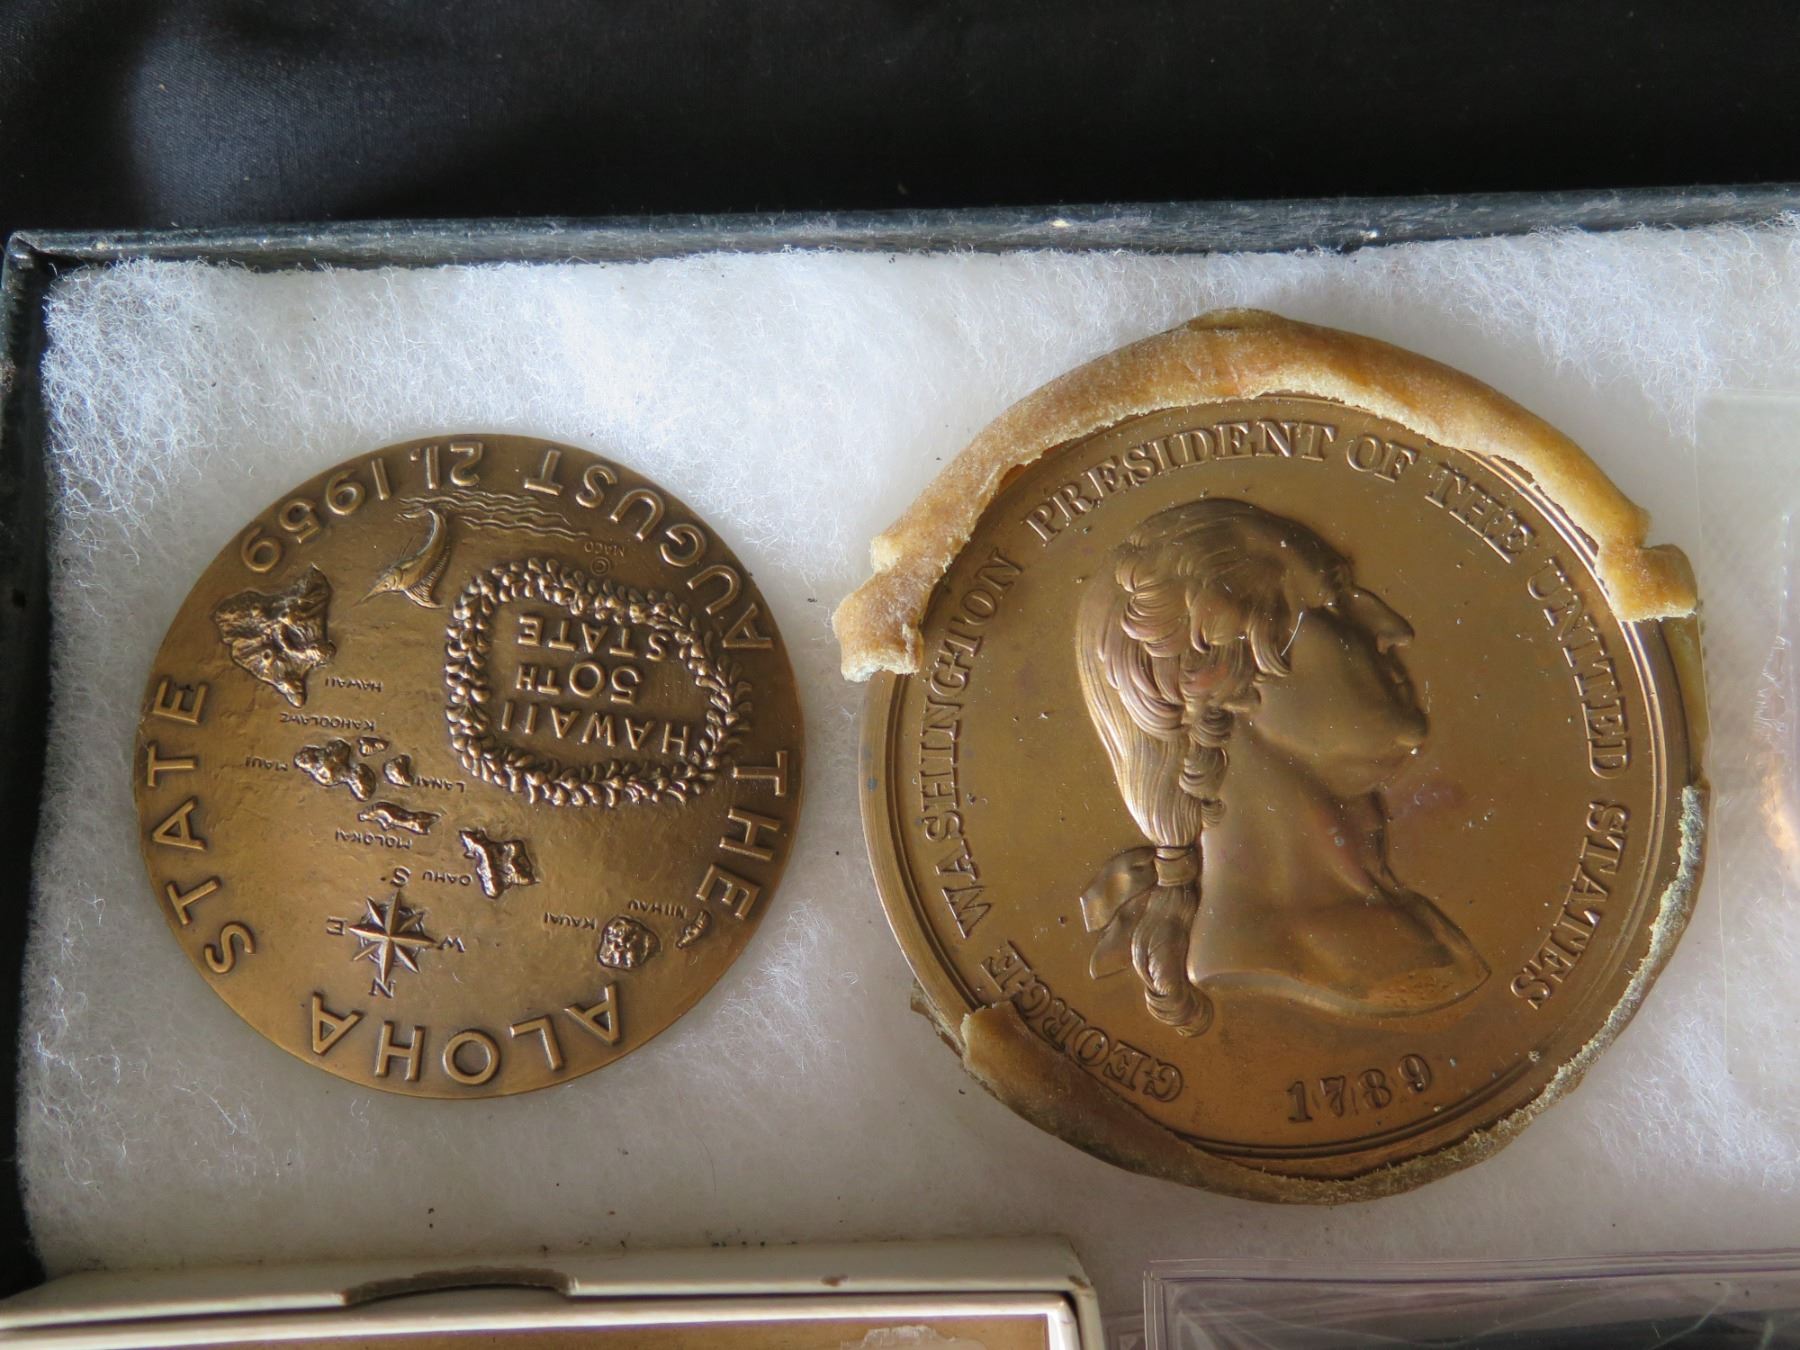 THE ALOHA STATE
AUGUST 21, 1959
HAWAII
50TH
STATE
© MACO
NIIHAU
KAUAI
OAHU
MOLOKAI
LANAI
MAUI
KAHOOLAWE
HAWAII
N
W
E
S
GEORGE WASHINGTON PRESIDENT OF THE UNITED STATES
1789